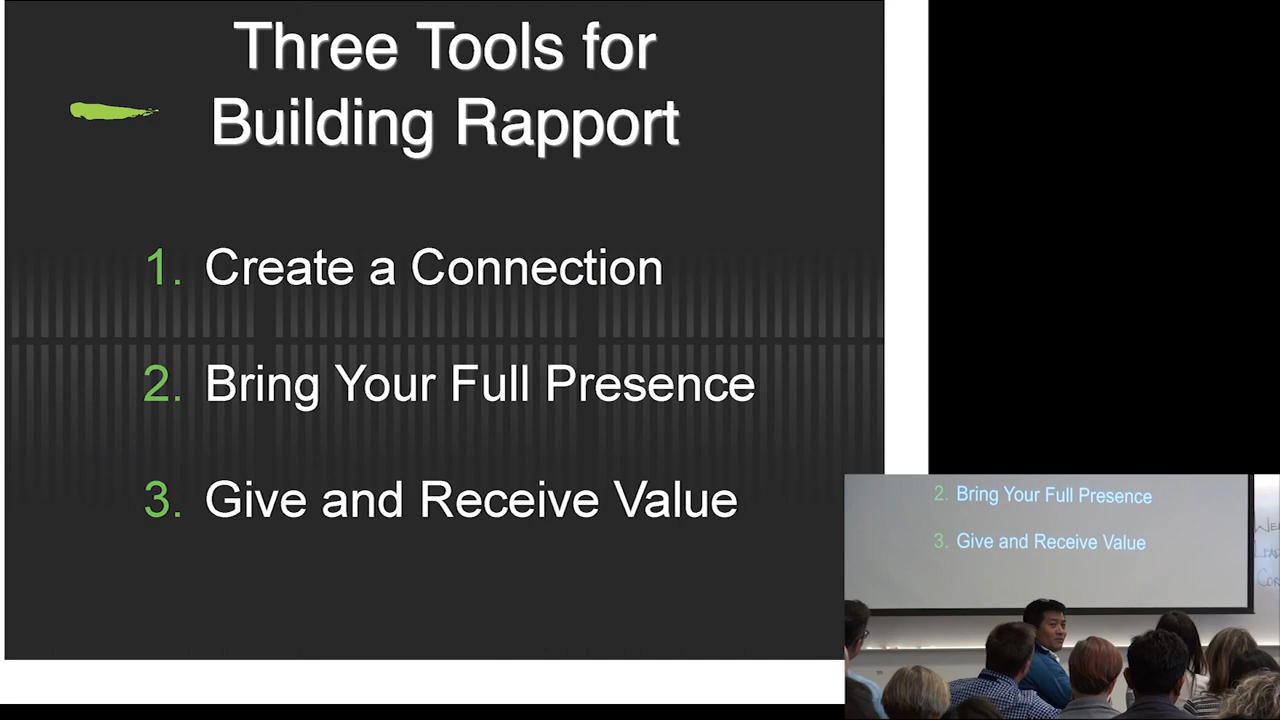 Three Tools for
Building Rapport
1. Create a Connection
2. Bring Your Full Presence
3. Give and Receive Value
2. Bring Your Full Presence
3. Give and Receive Value